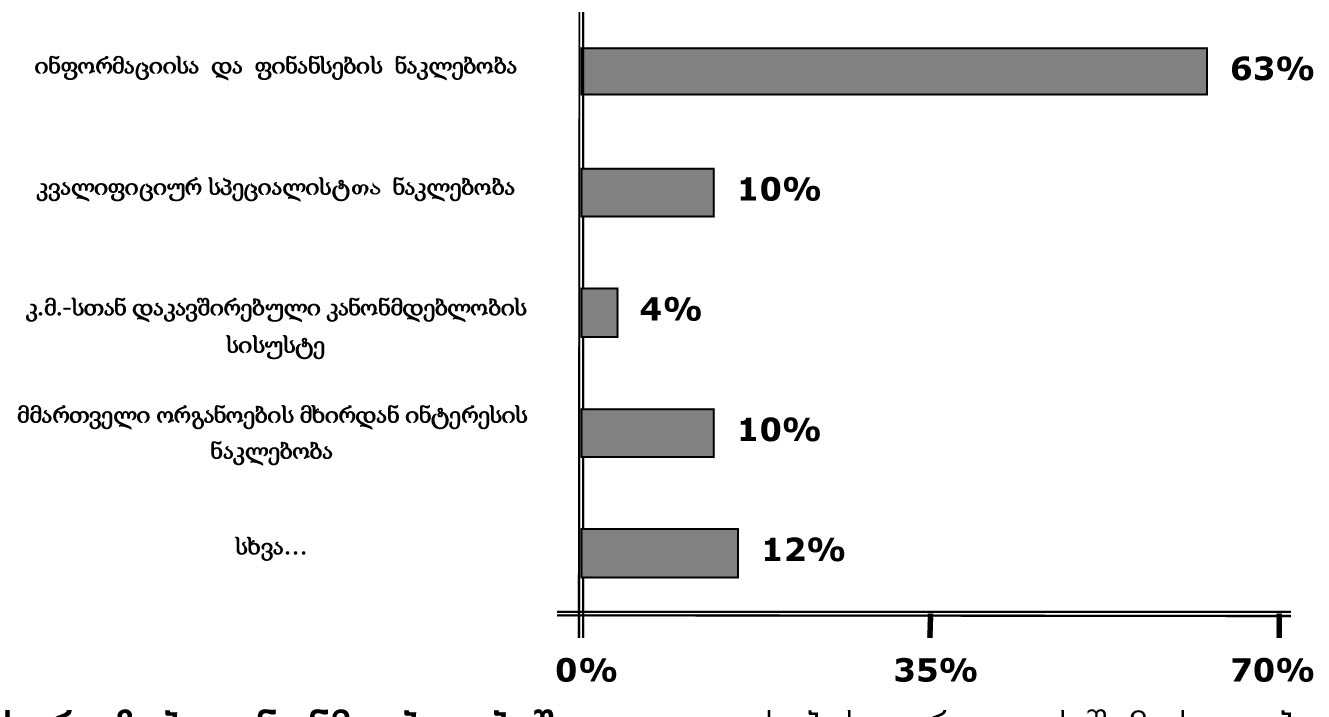 ინფორმაციისა და ფინანსების ნაკლებობა
63%
კვალიფიციურ სპეციალისტთა ნაკლებობა
10%
კ.მ.-სთან დაკავშირებული კანონმდებლობის
სისუსტე
4%
მმართველი ორგანოების მხირდან ინტერესის
ნაკლებობა
10%
სხვა...
12%
0% 35% 70%